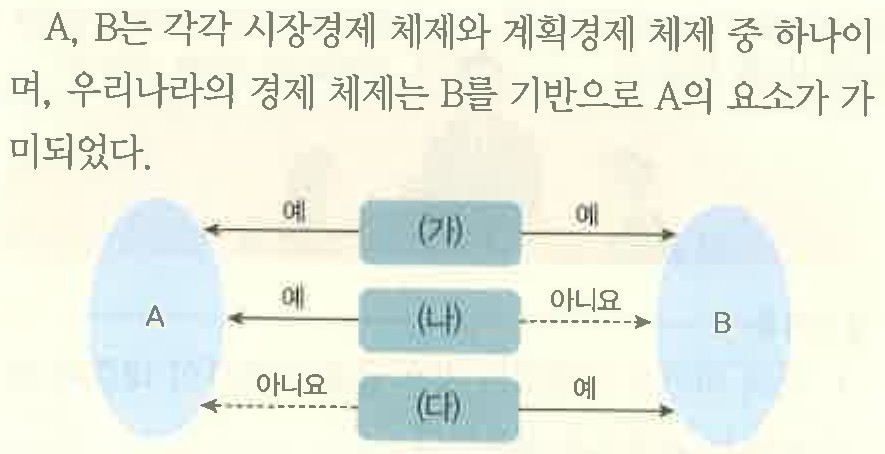 A, B는 각각 시장경제 체재와 계획경제 체제 중 하나이
며, 우리나라의 경제 체제는 B를 기반으로 A의 요소가 가
미되었다.
예 (가) 예
A 예 (나) 아니요 B
아니요 (다) 예